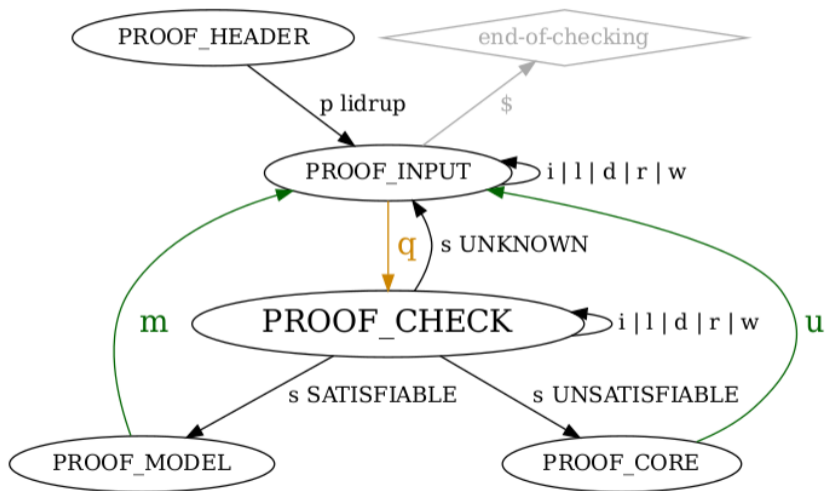 PROOF_HEADER
end-of-checking
p lidrup
$
PROOF_INPUT
i | l | d | r | w
q
s UNKNOWN
PROOF_CHECK
i | l | d | r | w
m
u
s SATISFIABLE
s UNSATISFIABLE
PROOF_MODEL
PROOF_CORE